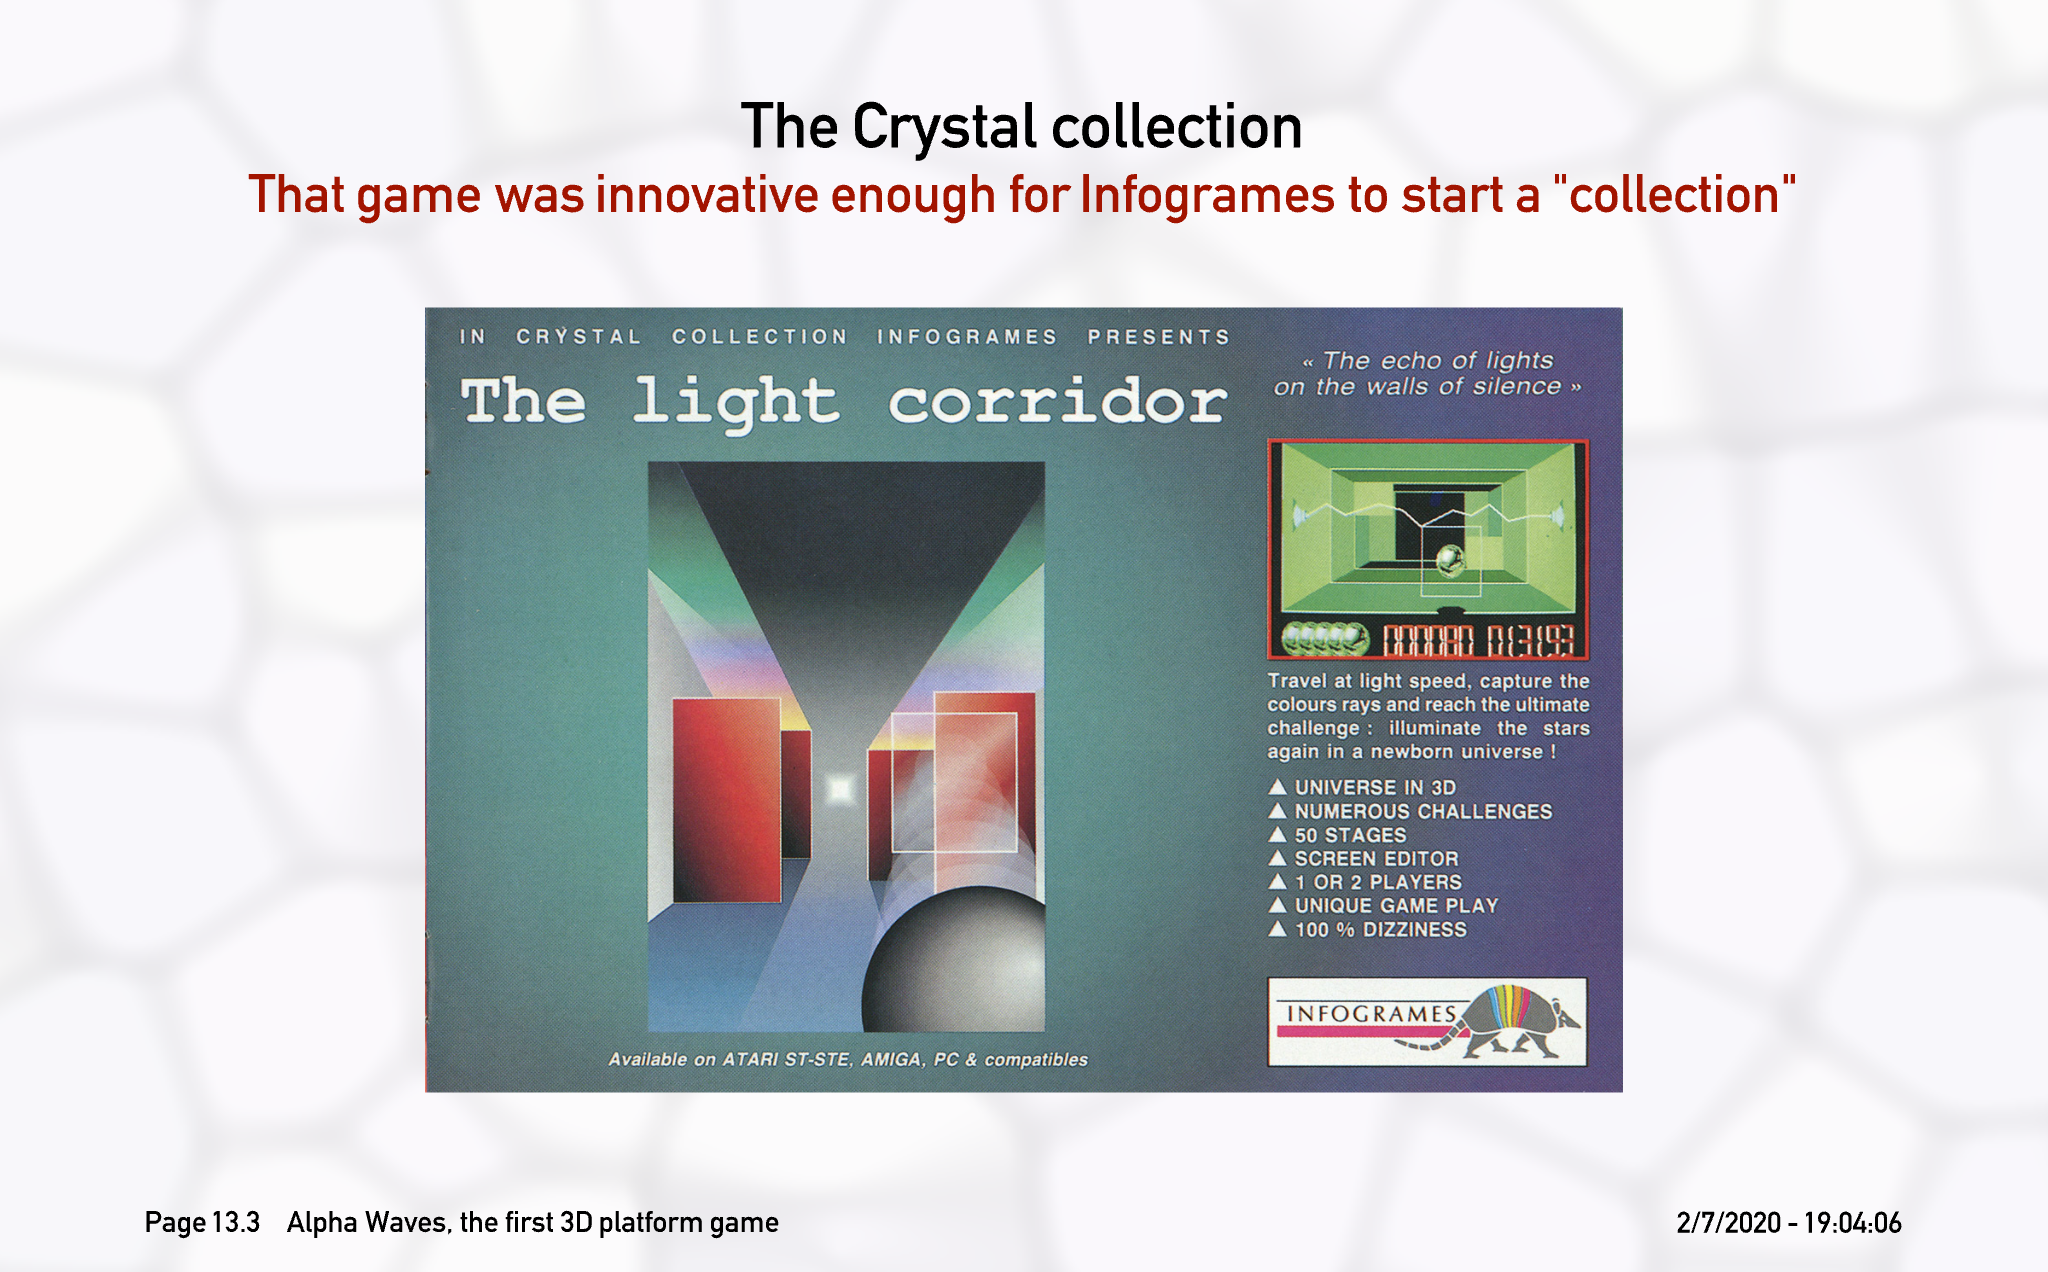 The Crystal collection
That game was innovative enough for Infogrames to start a "collection"
IN CRYSTAL COLLECTION INFOGRAMES PRESENTS
The light corridor
« The echo of lights
on the walls of silence »
000080 013193
Travel at light speed, capture the
colours rays and reach the ultimate
challenge : illuminate the stars
again in a newborn universe !
▲ UNIVERSE IN 3D
▲ NUMEROUS CHALLENGES
▲ 50 STAGES
▲ SCREEN EDITOR
▲ 1 OR 2 PLAYERS
▲ UNIQUE GAME PLAY
▲ 100 % DIZZINESS
INFOGRAMES
Available on ATARI ST-STE, AMIGA, PC & compatibles
Page 13.3 Alpha Waves, the first 3D platform game
2/7/2020 - 19:04:06